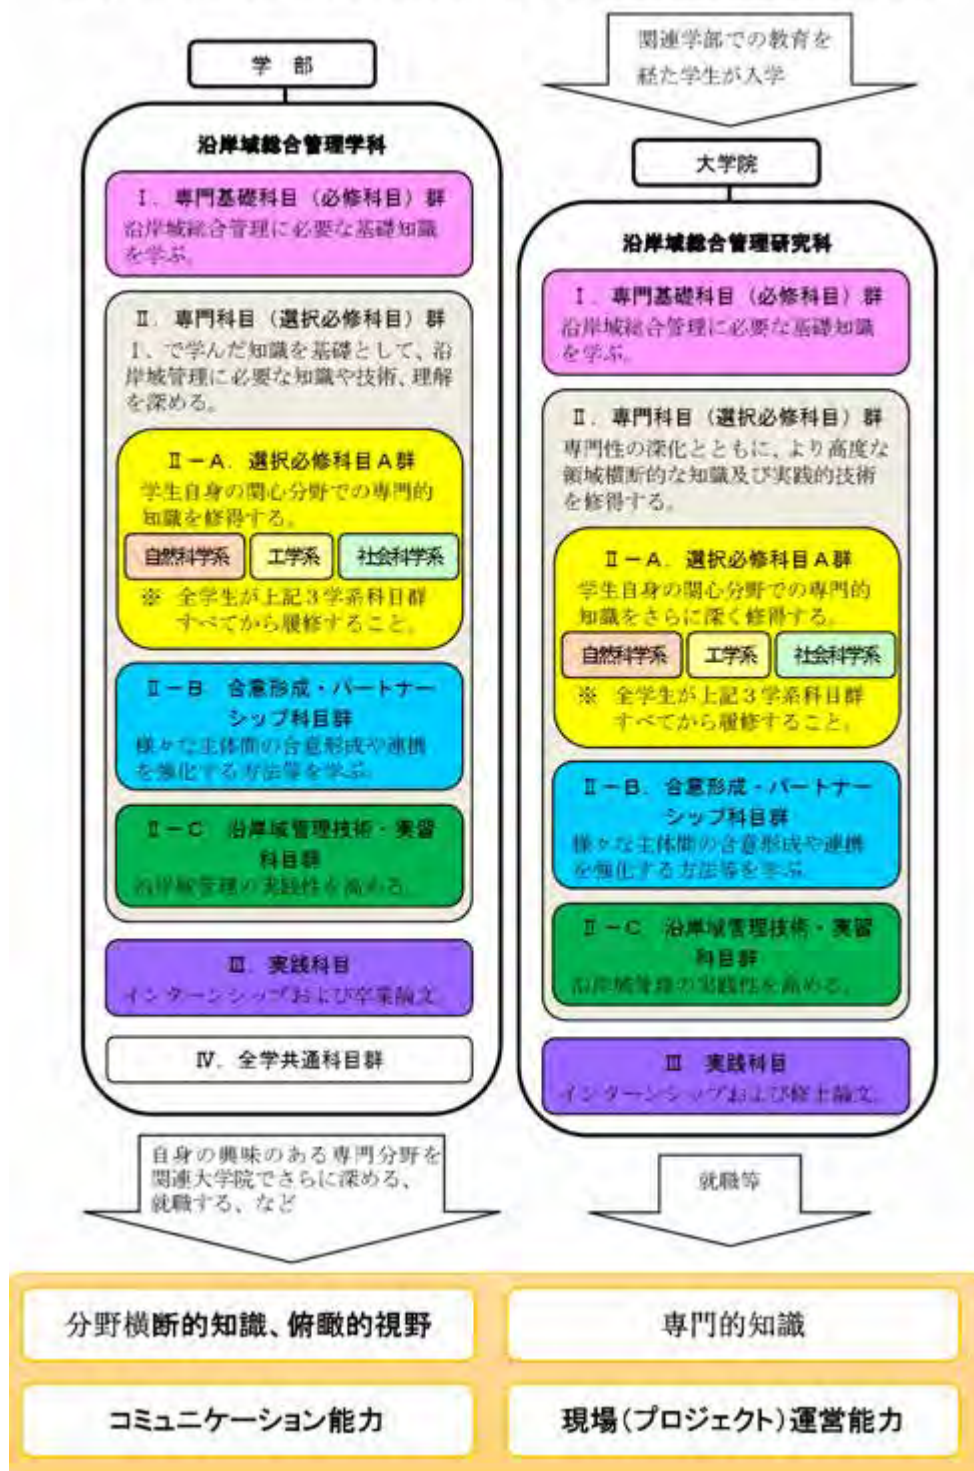 学 部
沿岸域総合管理学科
Ⅰ．専門基礎科目（必修科目）群
沿岸域総合管理に必要な基礎知識
を学ぶ。
Ⅱ．専門科目（選択必修科目）群
1、で学んだ知識を基礎として、沿
岸域管理に必要な知識や技術、理解
を深める。
Ⅱ－A．選択必修科目A群
学生自身の関心分野での専門的
知識を修得する。
自然科学系 工学系 社会科学系
※ 全学生が上記３学系科目群
すべてから履修すること。
Ⅱ－B 合意形成・パートナー
シップ科目群
様々な主体間の合意形成や連携
を強化する方法等を学ぶ。
Ⅱ－C 沿岸域管理技術・実習
科目群
沿岸域管理の実践性を高める。
Ⅲ．実践科目
インターンシップおよび卒業論文
Ⅳ．全学共通科目群
自身の興味のある専門分野を
関連大学院でさらに深める、
就職する、など
関連学部での教育を
経た学生が入学
大学院
沿岸域総合管理研究科
Ⅰ．専門基礎科目（必修科目）群
沿岸域総合管理に必要な基礎知識
を学ぶ。
Ⅱ．専門科目（選択必修科目）群
専門性の深化とともに、より高度な
領域横断的な知識及び実践的技術
を修得する。
Ⅱ－A．選択必修科目A群
学生自身の関心分野での専門的
知識をさらに深く修得する。
自然科学系 工学系 社会科学系
※ 全学生が上記３学系科目群
すべてから履修すること。
Ⅱ－B．合意形成・パートナー
シップ科目群
様々な主体間の合意形成や連携
を強化する方法等を学ぶ。
Ⅱ－C 沿岸域管理技術・実習
科目群
沿岸域管理の実践性を高める。
Ⅲ 実践科目
インターンシップおよび修士論文。
就職等
分野横断的知識、俯瞰的視野
専門的知識
コミュニケーション能力
現場（プロジェクト）運営能力